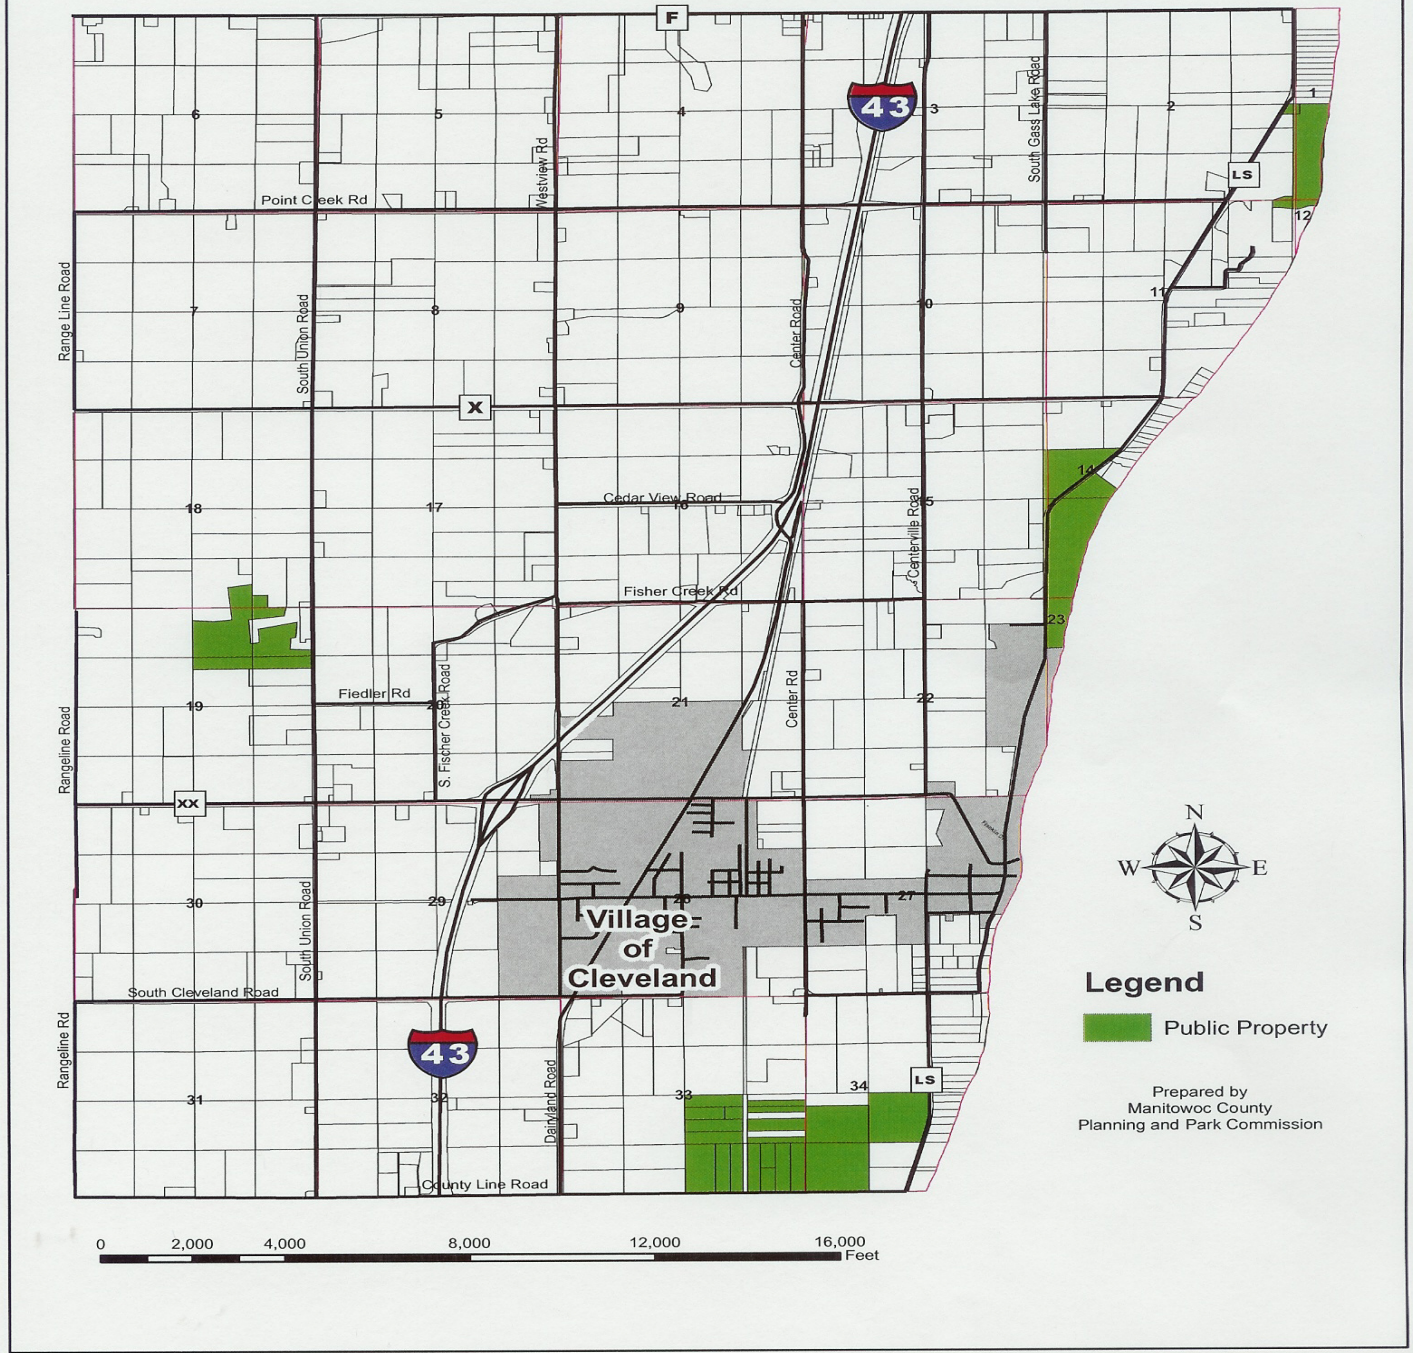 F
43
1
6
5
4
3
2
South Gass Lake Road
Westview Rd
LS
Point Creek Rd
12
Range Line Road
South Union Road
Center Road
7
8
9
10
11
X
Cedar View Road
14
18
17
16
15
Centerville Road
Fisher Creek Rd
23
Fiedler Rd
S. Fischer Creek Road
Center Rd
19
20
21
22
Rangeline Road
XX
N
W E
S
30
29
28
27
South Union Road
Village
of
Cleveland
South Cleveland Road
Legend
Public Property
Rangeline Rd
43
Dairyland Road
LS
31
32
33
34
Prepared by
Manitowoc County
Planning and Park Commission
County Line Road
0 2,000 4,000 8,000 12,000 16,000
Feet